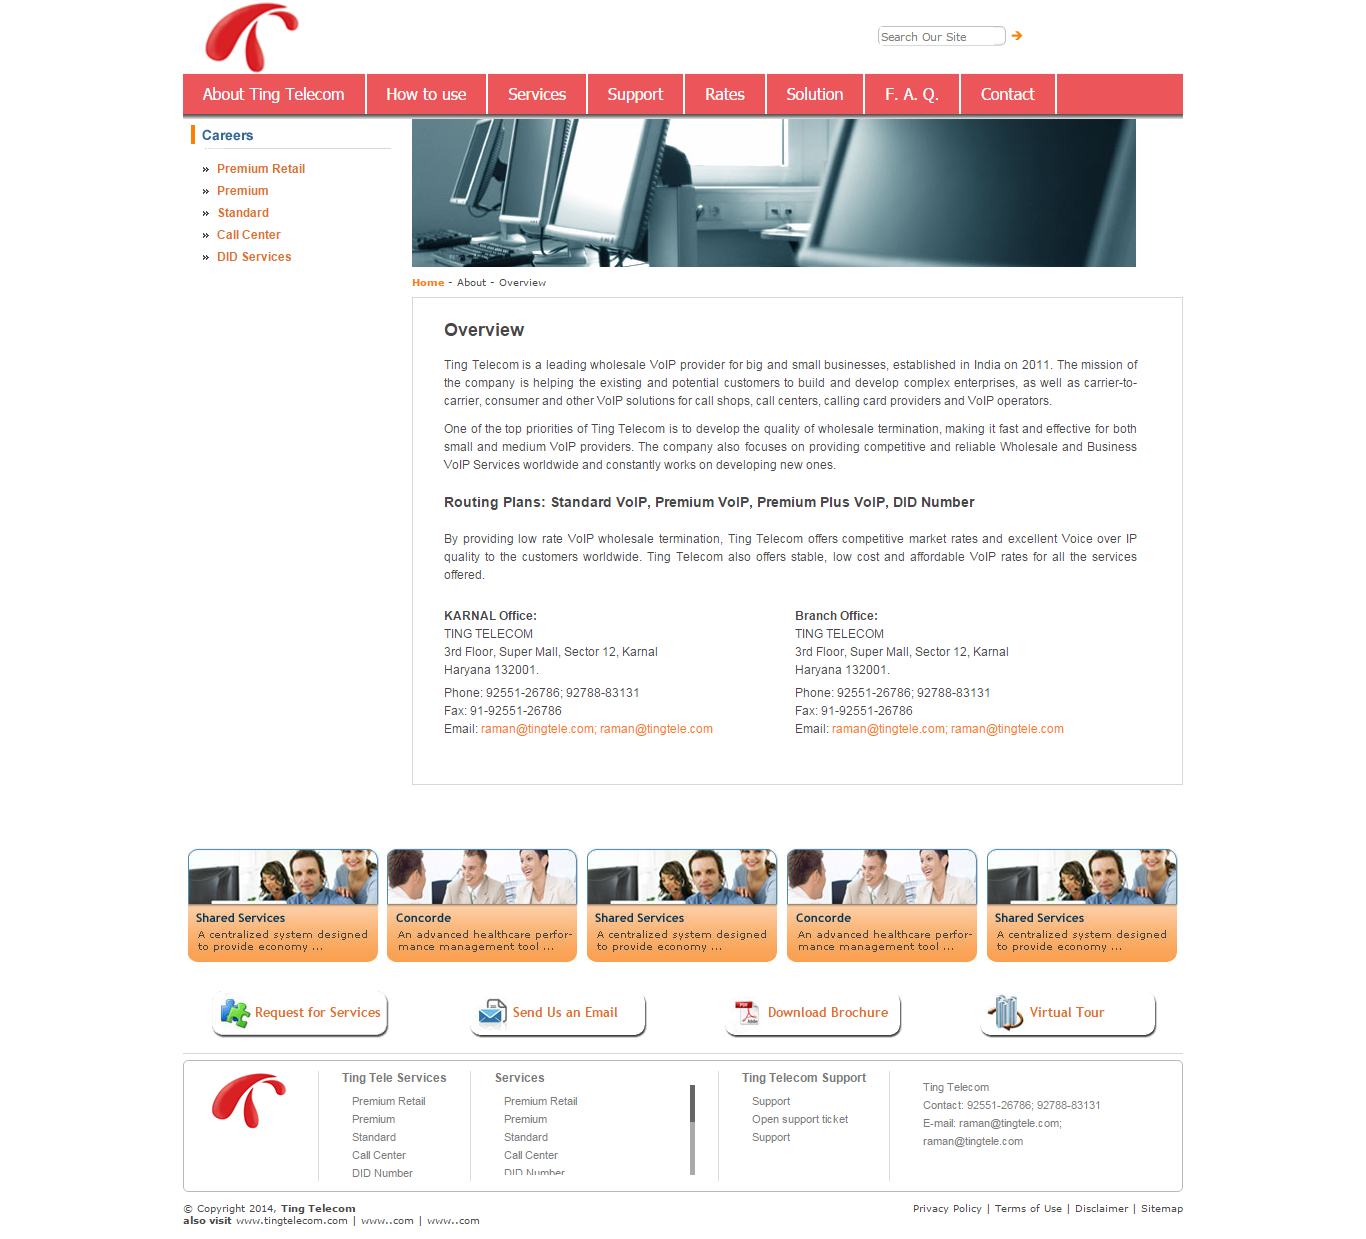 Search Our Site
About Ting Telecom How to use Services Support Rates Solution F. A. Q. Contact
Careers
Premium Retail
Premium
Standard
Call Center
DID Services
Home - About - Overview
Overview
Ting Telecom is a leading wholesale VoIP provider for big and small businesses, established in India on 2011. The mission of
the company is helping the existing and potential customers to build and develop complex enterprises, as well as carrier-to-
carrier, consumer and other VoIP solutions for call shops, call centers, calling card providers and VoIP operators.
One of the top priorities of Ting Telecom is to develop the quality of wholesale termination, making it fast and effective for both
small and medium VoIP providers. The company also focuses on providing competitive and reliable Wholesale and Business
VoIP Services worldwide and constantly works on developing new ones.
Routing Plans: Standard VoIP, Premium VoIP, Premium Plus VoIP, DID Number
By providing low rate VoIP wholesale termination, Ting Telecom offers competitive market rates and excellent Voice over IP
quality to the customers worldwide. Ting Telecom also offers stable, low cost and affordable VoIP rates for all the services
offered.
KARNAL Office:
TING TELECOM
3rd Floor, Super Mall, Sector 12, Karnal
Haryana 132001.
Phone: 92551-26786; 92788-83131
Fax: 91-92551-26786
Email: raman@tingtele.com; raman@tingtele.com
Branch Office:
TING TELECOM
3rd Floor, Super Mall, Sector 12, Karnal
Haryana 132001.
Phone: 92551-26786; 92788-83131
Fax: 91-92551-26786
Email: raman@tingtele.com; raman@tingtele.com
Shared Services
A centralized system designed
to provide economy ...
Concorde
An advanced healthcare perfor-
mance management tool ...
Shared Services
A centralized system designed
to provide economy ...
Concorde
An advanced healthcare perfor-
mance management tool ...
Shared Services
A centralized system designed
to provide economy ...
Request for Services
Send Us an Email
PDF
Adobe
Download Brochure
Virtual Tour
Ting Tele Services
Premium Retail
Premium
Standard
Call Center
DID Number
Services
Premium Retail
Premium
Standard
Call Center
DID Number
Ting Telecom Support
Support
Open support ticket
Support
Ting Telecom
Contact: 92551-26786; 92788-83131
E-mail: raman@tingtele.com;
raman@tingtele.com
© Copyright 2014, Ting Telecom
also visit www.tingtelecom.com | www..com | www..com
Privacy Policy | Terms of Use | Disclaimer | Sitemap